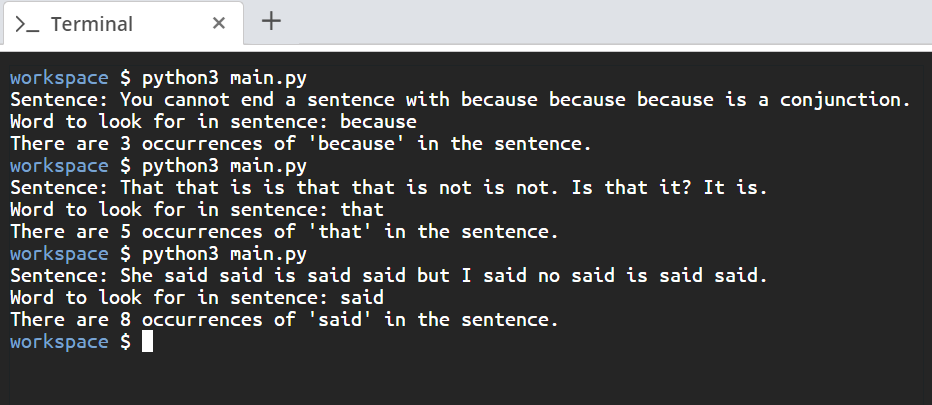 >_ Terminal × +
workspace $ python3 main.py
Sentence: You cannot end a sentence with because because because is a conjunction.
Word to look for in sentence: because
There are 3 occurrences of 'because' in the sentence.
workspace $ python3 main.py
Sentence: That that is is that that is not is not. Is that it? It is.
Word to look for in sentence: that
There are 5 occurrences of 'that' in the sentence.
workspace $ python3 main.py
Sentence: She said said is said said but I said no said is said said.
Word to look for in sentence: said
There are 8 occurrences of 'said' in the sentence.
workspace $